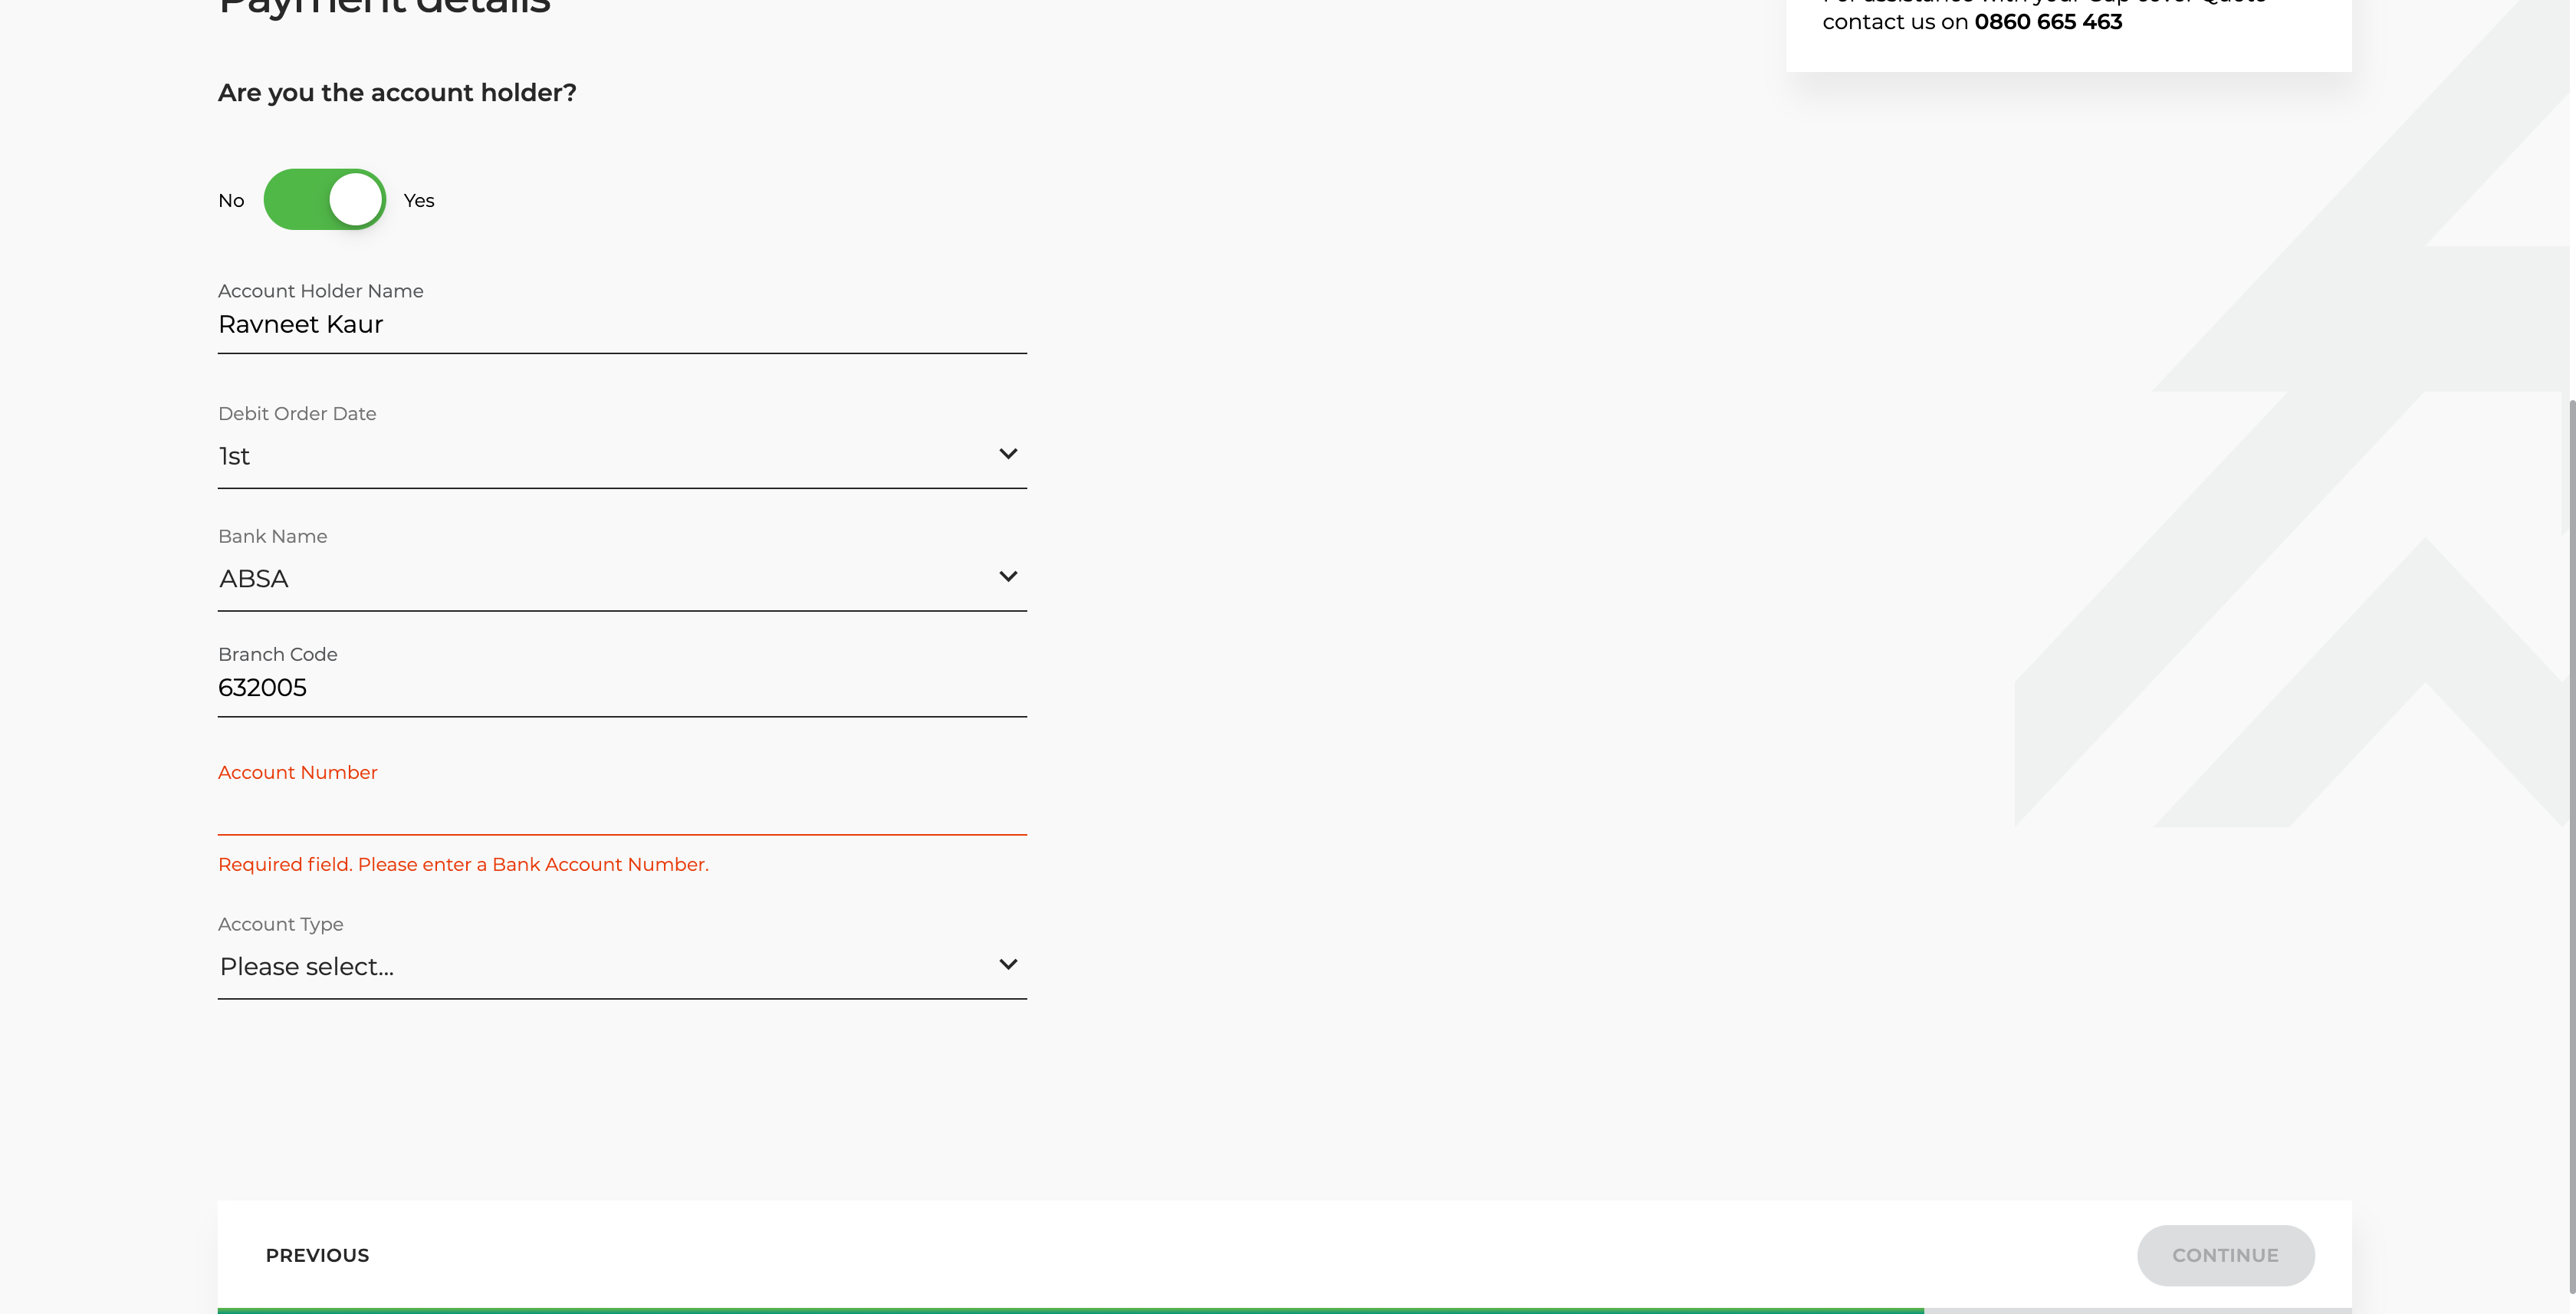 Payment details
contact us on 0860 665 463
Are you the account holder?
No Yes
Account Holder Name
Ravneet Kaur
Debit Order Date
1st
Bank Name
ABSA
Branch Code
632005
Account Number
Required field. Please enter a Bank Account Number.
Account Type
Please select...
PREVIOUS
CONTINUE